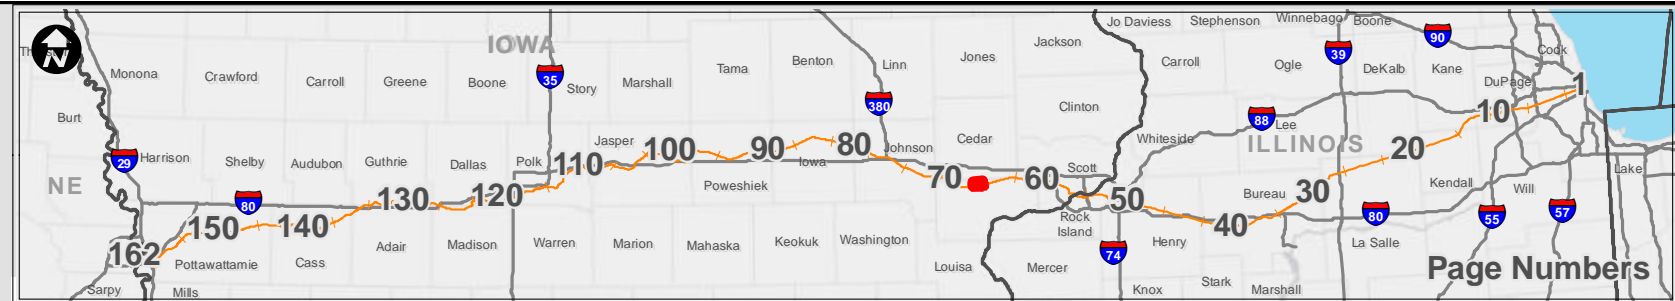 Jo Daviess Stephenson Winnebago Boone
IOWA
Jackson
Monona Crawford Carroll Greene Boone Story Marshall Tama Benton Linn Jones Carroll Ogle DeKalb Kane Cook
DuPage
35 380 39 90 88
Burt
Clinton
Harrison Shelby Audubon Guthrie Dallas Polk Jasper Iowa Johnson Cedar Scott Whiteside Lee
ILLINOIS
29
NE
80
162 150 140 130 120 110 100 90 80 70 60 50 40 30 20 10 1
Poweshiek
Rock
Island
Bureau Kendall Will Lake
Pottawattamie Cass Adair Madison Warren Marion Mahaska Keokuk Washington Louisa Mercer Henry La Salle
74 80 55 57
Sarpy Mills Knox Stark Marshall
Page Numbers
N